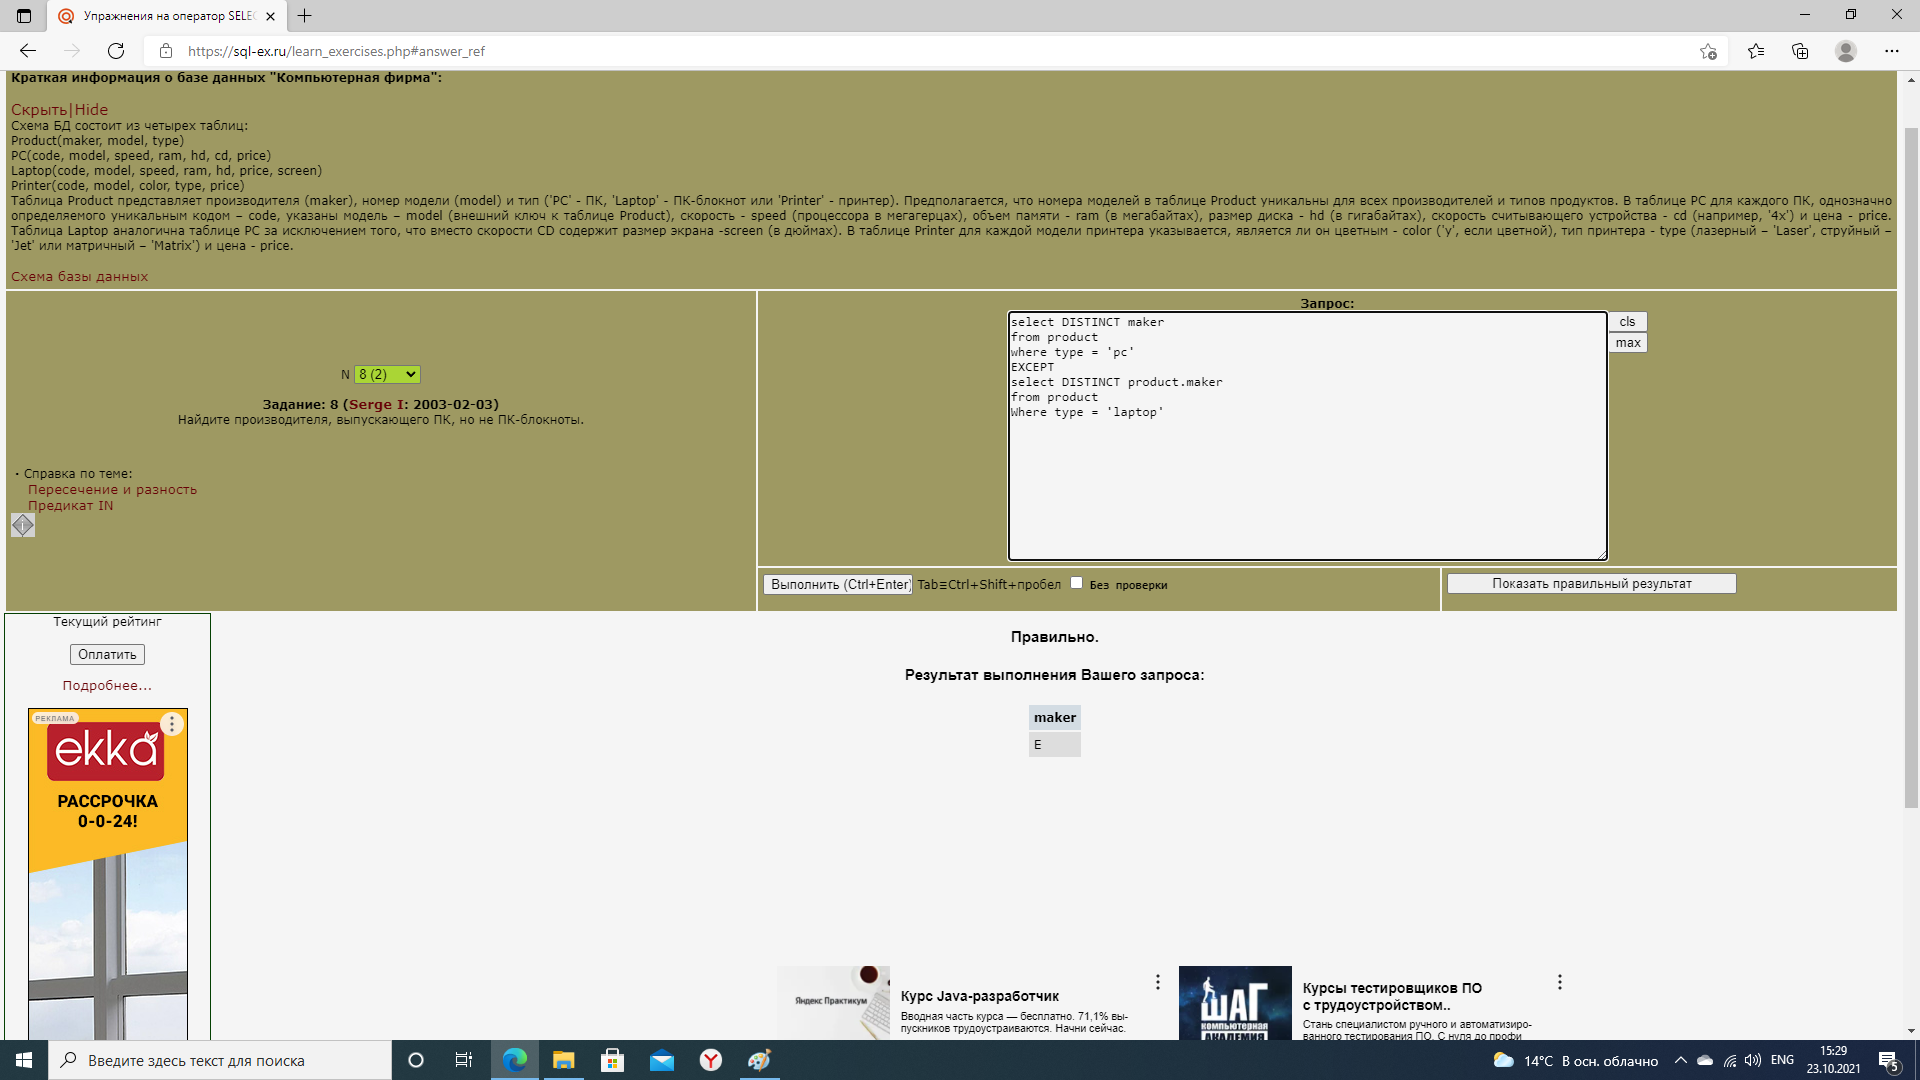 Упражнения на оператор SELEC
https://sql-ex.ru/learn_exercises.php#answer_ref
Краткая информация о базе данных "Компьютерная фирма":
Скрыть|Hide
Схема БД состоит из четырех таблиц:
Product(maker, model, type)
PC(code, model, speed, ram, hd, cd, price)
Laptop(code, model, speed, ram, hd, price, screen)
Printer(code, model, color, type, price)
Таблица Product представляет производителя (maker), номер модели (model) и тип ('PC' - ПК, 'Laptop' - ПК-блокнот или 'Printer' - принтер). Предполагается, что номера моделей в таблице Product уникальны для всех производителей и типов продуктов. В таблице PC для каждого ПК, однозначно
определяемого уникальным кодом – code, указаны модель – model (внешний ключ к таблице Product), скорость - speed (процессора в мегагерцах), объем памяти - ram (в мегабайтах), размер диска - hd (в гигабайтах), скорость считывающего устройства - cd (например, '4x') и цена - price.
Таблица Laptop аналогична таблице РС за исключением того, что вместо скорости CD содержит размер экрана -screen (в дюймах). В таблице Printer для каждой модели принтера указывается, является ли он цветным - color ('y', если цветной), тип принтера - type (лазерный – 'Laser', струйный –
'Jet' или матричный – 'Matrix') и цена - price.
Схема базы данных
N 8 (2)
Задание: 8 (Serge I: 2003-02-03)
Найдите производителя, выпускающего ПК, но не ПК-блокноты.
· Справка по теме:
Пересечение и разность
Предикат IN
Запрос:
select DISTINCT maker
from product
where type = 'pc'
EXCEPT
select DISTINCT product.maker
from product
Where type = 'laptop'
cls
max
Выполнить (Ctrl+Enter) Tab≡Ctrl+Shift+пробел Без проверки
Показать правильный результат
Текущий рейтинг
Оплатить
Подробнее...
РЕКЛАМА
ekka
РАССРОЧКА
0-0-24!
Правильно.
Результат выполнения Вашего запроса:
maker
E
Яндекс Практикум
Курс Java-разработчик
Вводная часть курса — бесплатно. 71,1% вы-
пускников трудоустраиваются. Начни сейчас.
ШАГ
компьютерная
АКАДЕМИЯ
Курсы тестировщиков ПО
с трудоустройством..
Стань специалистом ручного и автоматизиро-
ванного тестирования ПО. С нуля до профи
Введите здесь текст для поиска
14°C В осн. облачно
ENG
15:29
23.10.2021
5